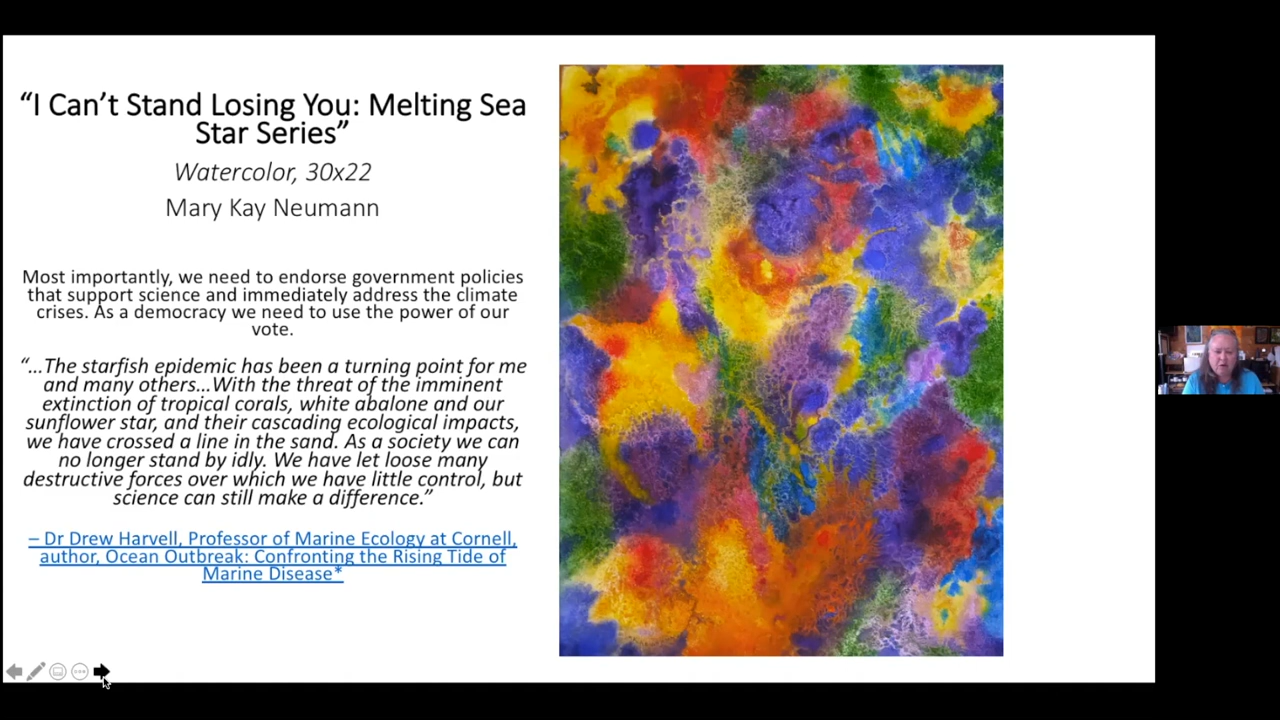 “I Can’t Stand Losing You: Melting Sea
Star Series”
Watercolor, 30x22
Mary Kay Neumann
Most importantly, we need to endorse government policies
that support science and immediately address the climate
crises. As a democracy we need to use the power of our
vote.
“…The starfish epidemic has been a turning point for me
and many others…With the threat of the imminent
extinction of tropical corals, white abalone and our
sunflower star, and their cascading ecological impacts,
we have crossed a line in the sand. As a society we can
no longer stand by idly. We have let loose many
destructive forces over which we have little control, but
science can still make a difference.”
– Dr Drew Harvell, Professor of Marine Ecology at Cornell,
author, Ocean Outbreak: Confronting the Rising Tide of
Marine Disease*